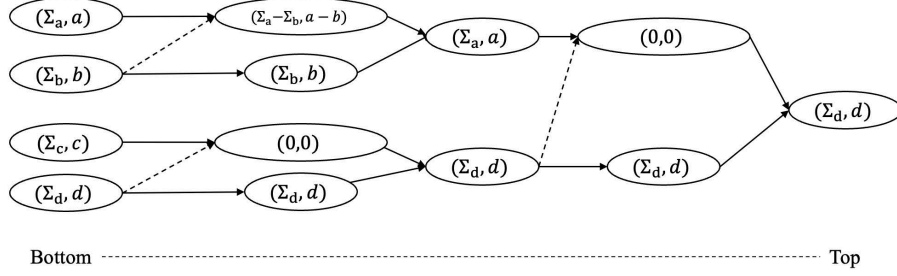 (Σa, a)
(Σa−Σb, a − b)
(Σb, b)
(Σb, b)
(Σa, a)
(0,0)
(Σc, c)
(0,0)
(Σd, d)
(Σd, d)
(Σd, d)
(Σd, d)
(Σd, d)
Bottom
Top